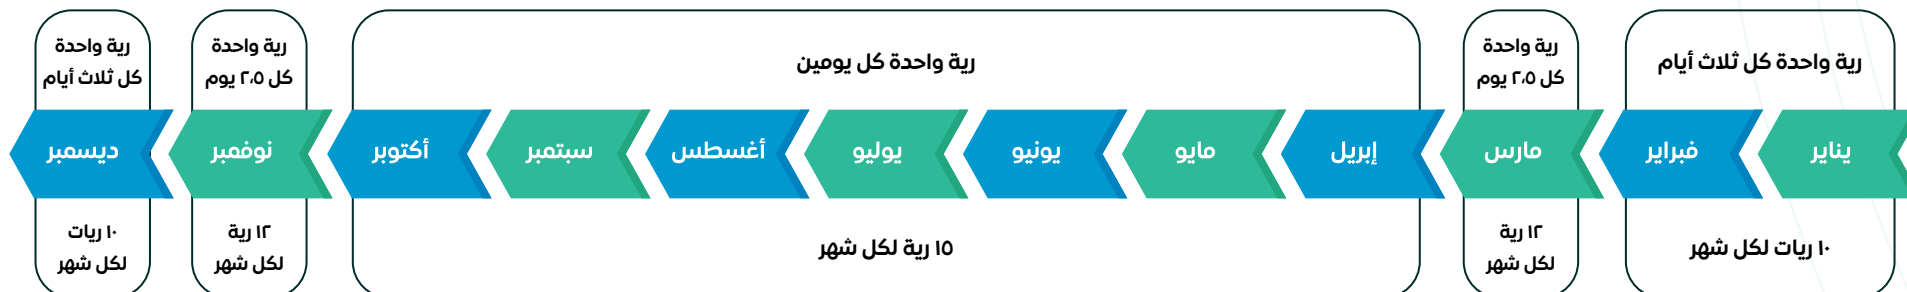 رية واحدة كل ثلاث أيام
رية واحدة
كل ٢،٥ يوم
رية واحدة كل يومين
رية واحدة
كل ٢،٥ يوم
رية واحدة
كل ثلاث أيام
يناير
فبراير
مارس
إبريل
مايو
يونيو
يوليو
أغسطس
سبتمبر
أكتوبر
نوفمبر
ديسمبر
١٠ ريات لكل شهر
١٢ رية
لكل شهر
١٥ رية لكل شهر
١٢ رية
لكل شهر
١٠ ريات
لكل شهر